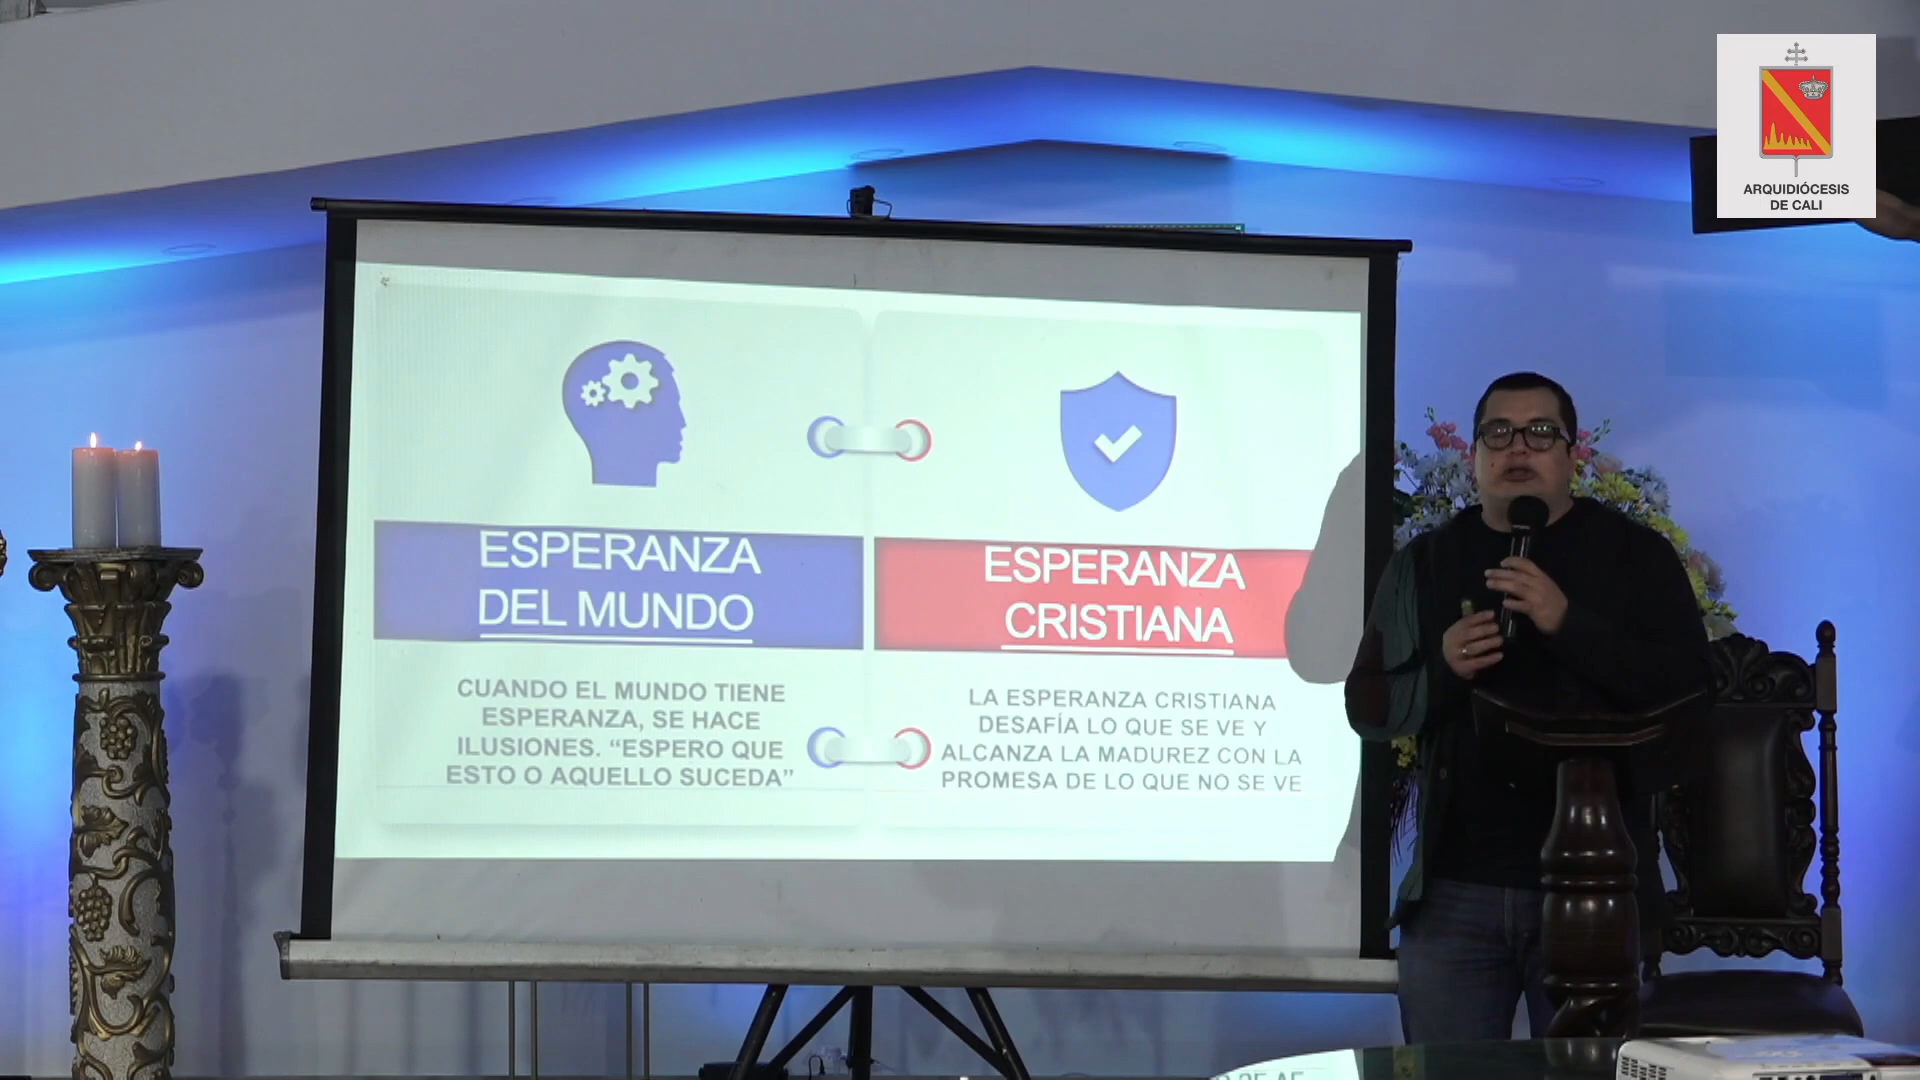 ARQUIDIÓCESIS
DE CALI
ESPERANZA
DEL MUNDO
CUANDO EL MUNDO TIENE
ESPERANZA, SE HACE
ILUSIONES. “ESPERO QUE
ESTO O AQUELLO SUCEDA”
ESPERANZA
CRISTIANA
LA ESPERANZA CRISTIANA
DESAFÍA LO QUE SE VE Y
ALCANZA LA MADUREZ CON LA
PROMESA DE LO QUE NO SE VE